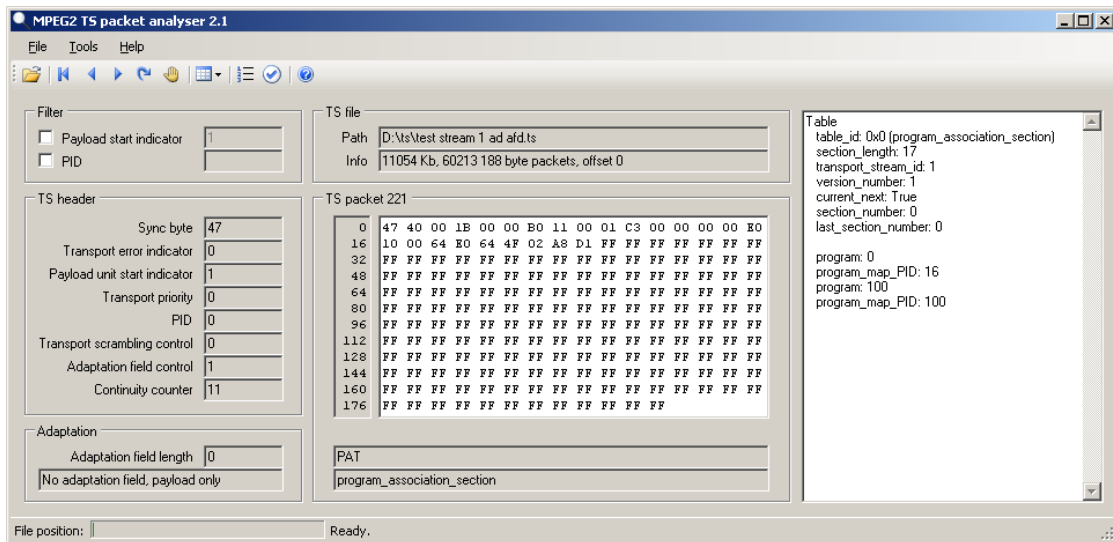 MPEG2 TS packet analyser 2.1
File Tools Help
Filter
Payload start indicator 1
PID
TS header
Sync byte 47
Transport error indicator 0
Payload unit start indicator 1
Transport priority 0
PID 0
Transport scrambling control 0
Adaptation field control 1
Continuity counter 11
Adaptation
Adaptation field length 0
No adaptation field, payload only
TS file
Path D:\ts\test stream 1 ad afd.ts
Info 11054 Kb, 60213 188 byte packets, offset 0
TS packet 221
0 47 40 00 1B 00 00 B0 11 00 01 C3 00 00 00 00 E0
16 10 00 64 E0 64 4F 02 A8 D1 FF FF FF FF FF FF FF
32 FF FF FF FF FF FF FF FF FF FF FF FF FF FF FF FF
48 FF FF FF FF FF FF FF FF FF FF FF FF FF FF FF FF
64 FF FF FF FF FF FF FF FF FF FF FF FF FF FF FF FF
80 FF FF FF FF FF FF FF FF FF FF FF FF FF FF FF FF
96 FF FF FF FF FF FF FF FF FF FF FF FF FF FF FF FF
112 FF FF FF FF FF FF FF FF FF FF FF FF FF FF FF FF
128 FF FF FF FF FF FF FF FF FF FF FF FF FF FF FF FF
144 FF FF FF FF FF FF FF FF FF FF FF FF FF FF FF FF
160 FF FF FF FF FF FF FF FF FF FF FF FF FF FF FF FF
176 FF FF FF FF FF FF FF FF FF FF FF FF
PAT
program_association_section
Table
table_id: 0x0 (program_association_section)
section_length: 17
transport_stream_id: 1
version_number: 1
current_next: True
section_number: 0
last_section_number: 0
program: 0
program_map_PID: 16
program: 100
program_map_PID: 100
File position: Ready.